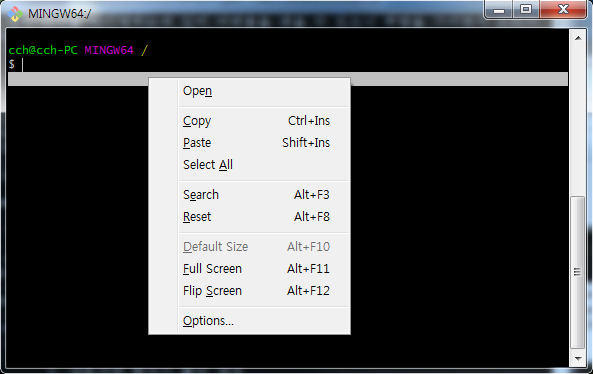 MINGW64:/
cch@cch-PC MINGW64 /
$
Open
Copy Ctrl+Ins
Paste Shift+Ins
Select All
Search Alt+F3
Reset Alt+F8
Default Size Alt+F10
Full Screen Alt+F11
Flip Screen Alt+F12
Options...